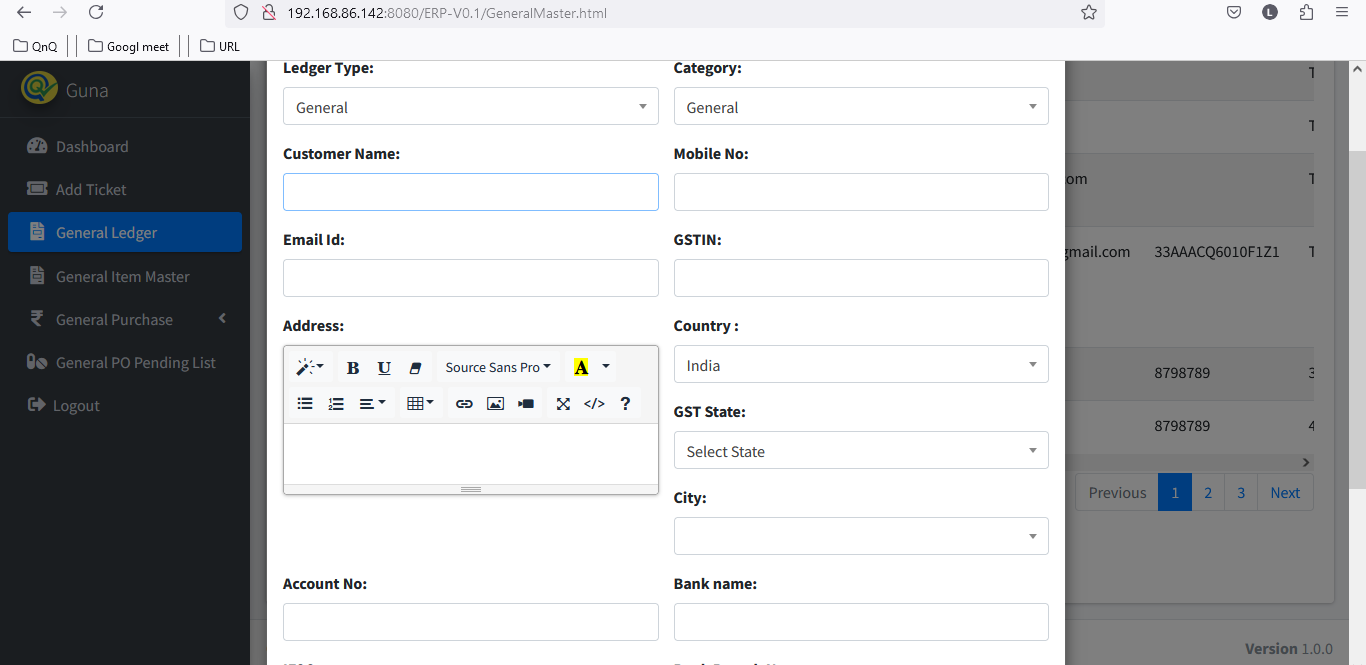 192.168.86.142:8080/ERP-V0.1/GeneralMaster.html
L
QnQ
Googl meet
URL
Guna
Dashboard
Add Ticket
General Ledger
General Item Master
General Purchase
General PO Pending List
Logout
Ledger Type:
Category:
General
General
Customer Name:
Mobile No:
Email Id:
GSTIN:
Address:
Country :
B U Source Sans Pro A
</> ?
India
GST State:
Select State
City:
Account No:
Bank name:
om
gmail.com 33AAACQ6010F1Z1
8798789 3
8798789 4
Previous 1 2 3 Next
Version 1.0.0